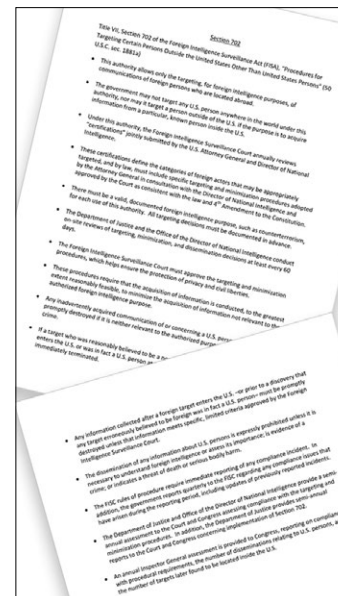 Section 702
Title VII, Section 702 of the Foreign Intelligence Surveillance Act (FISA), "Procedures for
Targeting Certain Persons Outside the United States Other Than United States Persons" (50
U.S.C. sec. 1881a)
• This authority allows only the targeting, for foreign intelligence purposes, of
communications of foreign persons who are located abroad.
• The government may not target any U.S. person anywhere in the world under this
authority, nor may it target a person outside of the U.S. if the purpose is to acquire
information from a particular, known person inside the U.S.
• Under this authority, the Foreign Intelligence Surveillance Court annually reviews
"certifications" jointly submitted by the U.S. Attorney General and Director of National
Intelligence.
• These certifications define the categories of foreign actors that may be appropriately
targeted, and by law, must include specific targeting and minimization procedures adopted
by the Attorney General in consultation with the Director of National Intelligence and
approved by the Court as consistent with the law and 4th Amendment to the Constitution.
• There must be a valid, documented foreign intelligence purpose, such as counterterrorism,
for each use of this authority. All targeting decisions must be documented in advance.
• The Department of Justice and the Office of the Director of National Intelligence conduct
on-site reviews of targeting, minimization, and dissemination decisions at least every 60
days.
• The Foreign Intelligence Surveillance Court must approve the targeting and minimization
procedures, which helps ensure the protection of privacy and civil liberties.
• These procedures require that the acquisition of information is conducted, to the greatest
extent reasonably feasible, to minimize the acquisition of information not relevant to the
authorized foreign intelligence purpose.
• Any inadvertently acquired communication of or concerning a U.S. pers
promptly destroyed if it is neither relevant to the authorized purpo
crime.
• If a target who was reasonably believed to be a no
enters the U.S. or was in fact a U.S. person a
immediately terminated.
• Any information collected after a foreign target enters the U.S. –or prior to a discovery that
any target erroneously believed to be foreign was in fact a U.S. person– must be promptly
destroyed unless that information meets specific, limited criteria approved by the Foreign
Intelligence Surveillance Court.
• The dissemination of any information about U.S. persons is expressly prohibited unless it is
necessary to understand foreign intelligence or assess its importance; is evidence of a
crime; or indicates a threat of death or serious bodily harm.
• The FISC rules of procedure require immediate reporting of any compliance incident. In
addition, the government reports quarterly to the FISC regarding any compliance issues that
have arisen during the reporting period, including updates of previously reported incidents.
• The Department of Justice and Office of the Director of National Intelligence provide a semi-
annual assessment to the Court and Congress assessing compliance with the targeting and
minimization procedures. In addition, the Department of Justice provides semi-annual
reports to the Court and Congress concerning implementation of Section 702.
• An annual Inspector General assessment is provided to Congress, reporting on complianc
with procedural requirements, the number of disseminations relating to U.S. persons, a
the number of targets later found to be located inside the U.S.